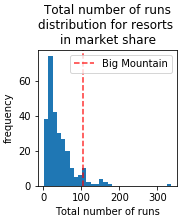 Total number of runs
distribution for resorts
in market share
Big Mountain
frequency
60
40
20
0
0
100
200
300
Total number of runs